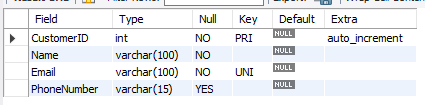 Field Type Null Key Default Extra
CustomerID int NO PRI NULL auto_increment
Name varchar(100) NO NULL
Email varchar(100) NO UNI NULL
PhoneNumber varchar(15) YES NULL